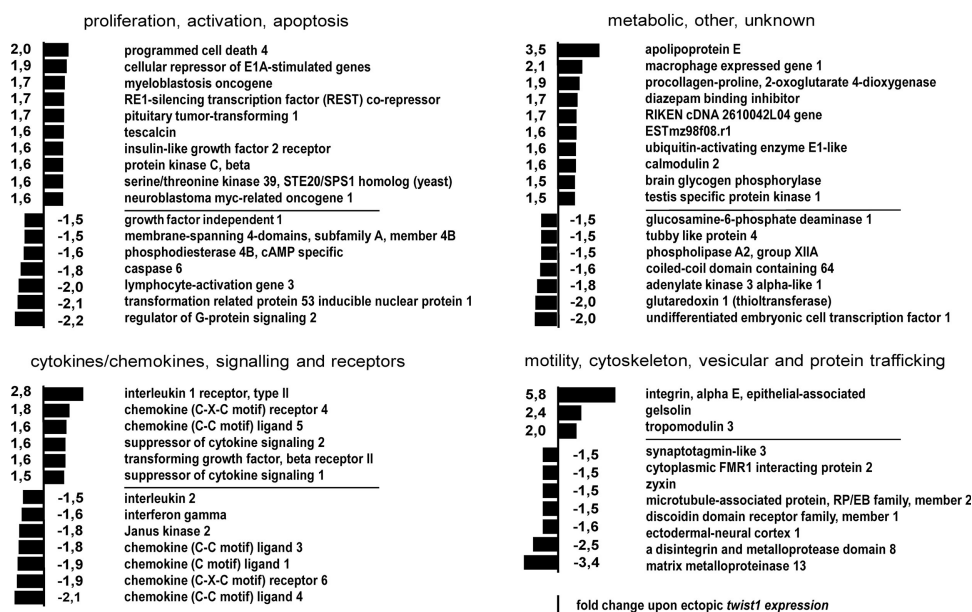 proliferation, activation, apoptosis
2,0 programmed cell death 4
1,9 cellular repressor of E1A-stimulated genes
1,7 myeloblastosis oncogene
1,7 RE1-silencing transcription factor (REST) co-repressor
1,7 pituitary tumor-transforming 1
1,6 tescalcin
1,6 insulin-like growth factor 2 receptor
1,6 protein kinase C, beta
1,6 serine/threonine kinase 39, STE20/SPS1 homolog (yeast)
1,6 neuroblastoma myc-related oncogene 1
-1,5 growth factor independent 1
-1,5 membrane-spanning 4-domains, subfamily A, member 4B
-1,6 phosphodiesterase 4B, cAMP specific
-1,8 caspase 6
-2,0 lymphocyte-activation gene 3
-2,1 transformation related protein 53 inducible nuclear protein 1
-2,2 regulator of G-protein signaling 2
metabolic, other, unknown
3,5 apolipoprotein E
2,1 macrophage expressed gene 1
1,9 procollagen-proline, 2-oxoglutarate 4-dioxygenase
1,7 diazepam binding inhibitor
1,7 RIKEN cDNA 2610042L04 gene
1,6 ESTmz98f08.r1
1,6 ubiquitin-activating enzyme E1-like
1,6 calmodulin 2
1,5 brain glycogen phosphorylase
1,5 testis specific protein kinase 1
-1,5 glucosamine-6-phosphate deaminase 1
-1,5 tubby like protein 4
-1,5 phospholipase A2, group XIIA
-1,6 coiled-coil domain containing 64
-1,8 adenylate kinase 3 alpha-like 1
-2,0 glutaredoxin 1 (thioltransferase)
-2,0 undifferentiated embryonic cell transcription factor 1
cytokines/chemokines, signalling and receptors
2,8 interleukin 1 receptor, type II
1,8 chemokine (C-X-C motif) receptor 4
1,6 chemokine (C-C motif) ligand 5
1,6 suppressor of cytokine signaling 2
1,6 transforming growth factor, beta receptor II
1,5 suppressor of cytokine signaling 1
-1,5 interleukin 2
-1,6 interferon gamma
-1,8 Janus kinase 2
-1,8 chemokine (C-C motif) ligand 3
-1,9 chemokine (C motif) ligand 1
-1,9 chemokine (C-X-C motif) receptor 6
-2,1 chemokine (C-C motif) ligand 4
motility, cytoskeleton, vesicular and protein trafficking
5,8 integrin, alpha E, epithelial-associated
2,4 gelsolin
2,0 tropomodulin 3
-1,5 synaptotagmin-like 3
-1,5 cytoplasmic FMR1 interacting protein 2
-1,5 zyxin
-1,5 microtubule-associated protein, RP/EB family, member 2
-1,6 discoidin domain receptor family, member 1
ectodermal-neural cortex 1
-2,5 a disintegrin and metalloprotease domain 8
-3,4 matrix metalloproteinase 13
fold change upon ectopic twist1 expression